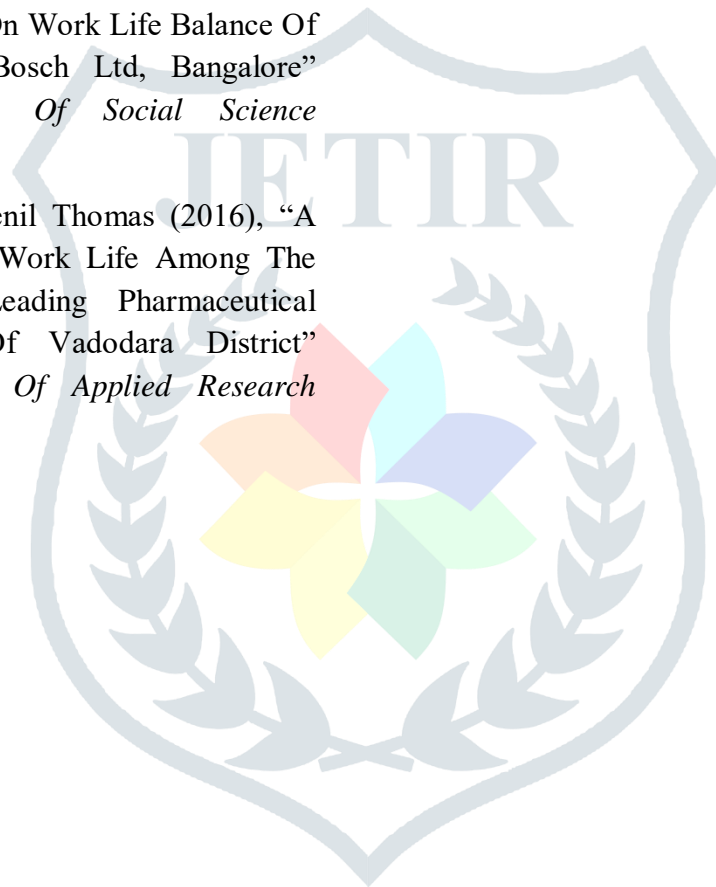 On Work Life Balance Of
Bosch Ltd, Bangalore”
Of Social Science
JETIR
Thomas (2016), “A
Work Life Among The
Leading Pharmaceutical
Of Vadodara District”
Of Applied Research